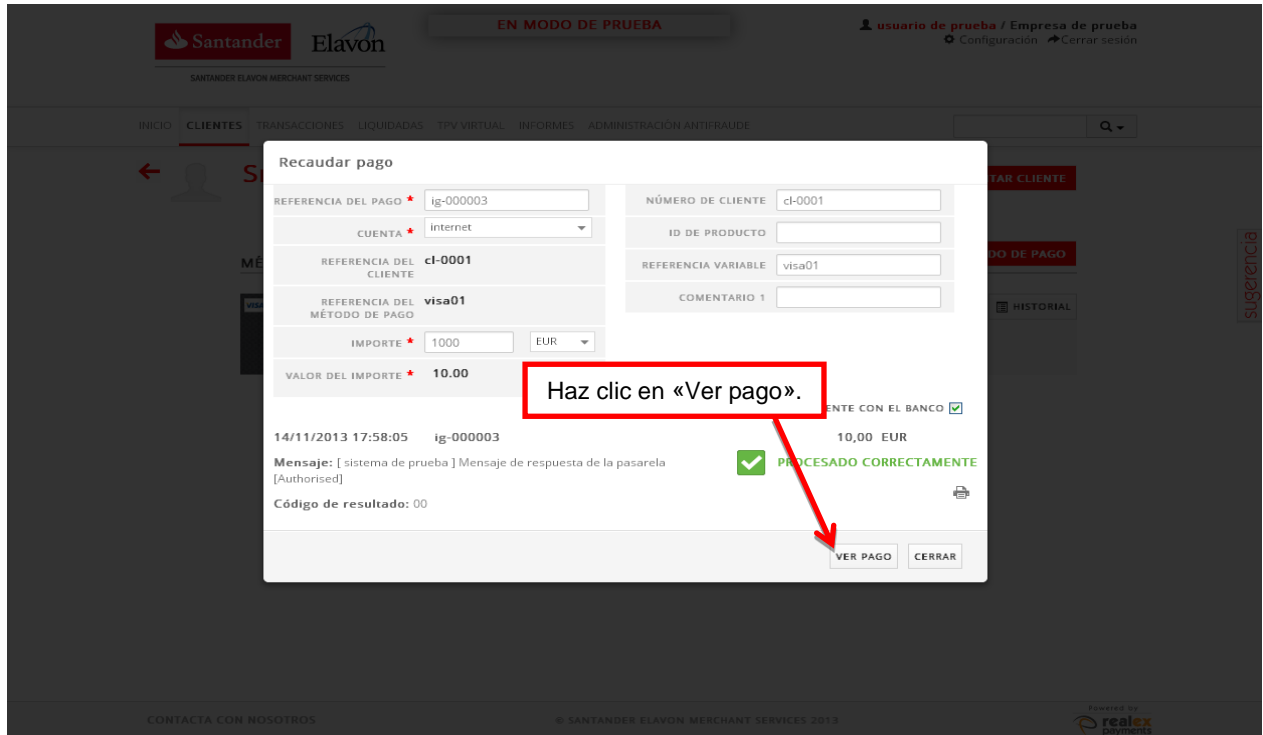 EN MODO DE PRUEBA
usuario de prueba / Empresa de prueba
Configuración Cerrar sesión
Santander Elavon
SANTANDER ELAVON MERCHANT SERVICES
INICIO CLIENTES TRANSACCIONES LIQUIDADAS TPV VIRTUAL INFORMES ADMINISTRACIÓN ANTIFRAUDE
Recaudar pago
TAR CLIENTE
REFERENCIA DEL PAGO * ig-000003
NÚMERO DE CLIENTE cl-0001
CUENTA * internet
ID DE PRODUCTO
REFERENCIA DEL CLIENTE cl-0001
REFERENCIA VARIABLE visa01
DO DE PAGO
REFERENCIA DEL MÉTODO DE PAGO visa01
COMENTARIO 1
HISTORIAL
sugerencia
IMPORTE * 1000 EUR
VALOR DEL IMPORTE * 10.00
Haz clic en «Ver pago».
ENTE CON EL BANCO
14/11/2013 17:58:05 ig-000003 10,00 EUR
Mensaje: [ sistema de prueba ] Mensaje de respuesta de la pasarela
[Authorised]
PROCESADO CORRECTAMENTE
Código de resultado: 00
VER PAGO CERRAR
CONTACTA CON NOSOTROS
© SANTANDER ELAVON MERCHANT SERVICES 2013
Powered by
realex
payments